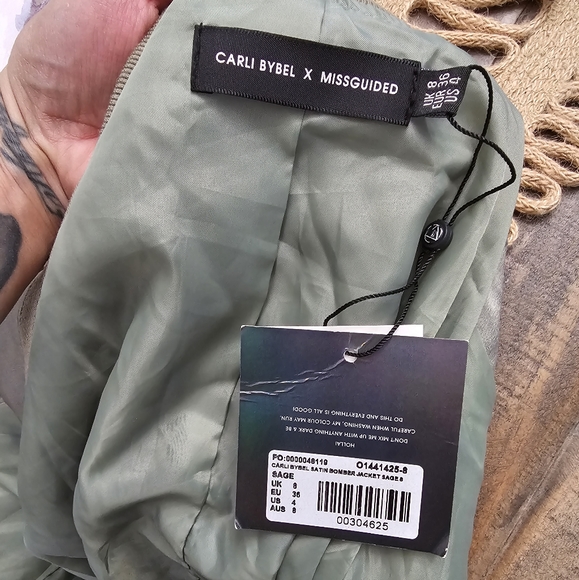 CARLI BYBEL X MISSGUIDED
UK 8
EUR 36
US 4
HOLLA!
DON'T MIX ME UP WITH ANYTHING DARK & BE
CAREFUL WHEN WASHING, MY COLOUR MAY RUN.
DO THIS AND EVERYTHING IS ALL GOOD!
PO:0000048119 O1441425-8
CARLI BYBEL SATIN BOMBER JACKET SAGE 8
SAGE
UK 8
EU 36
US 4
AUS 8
00304625